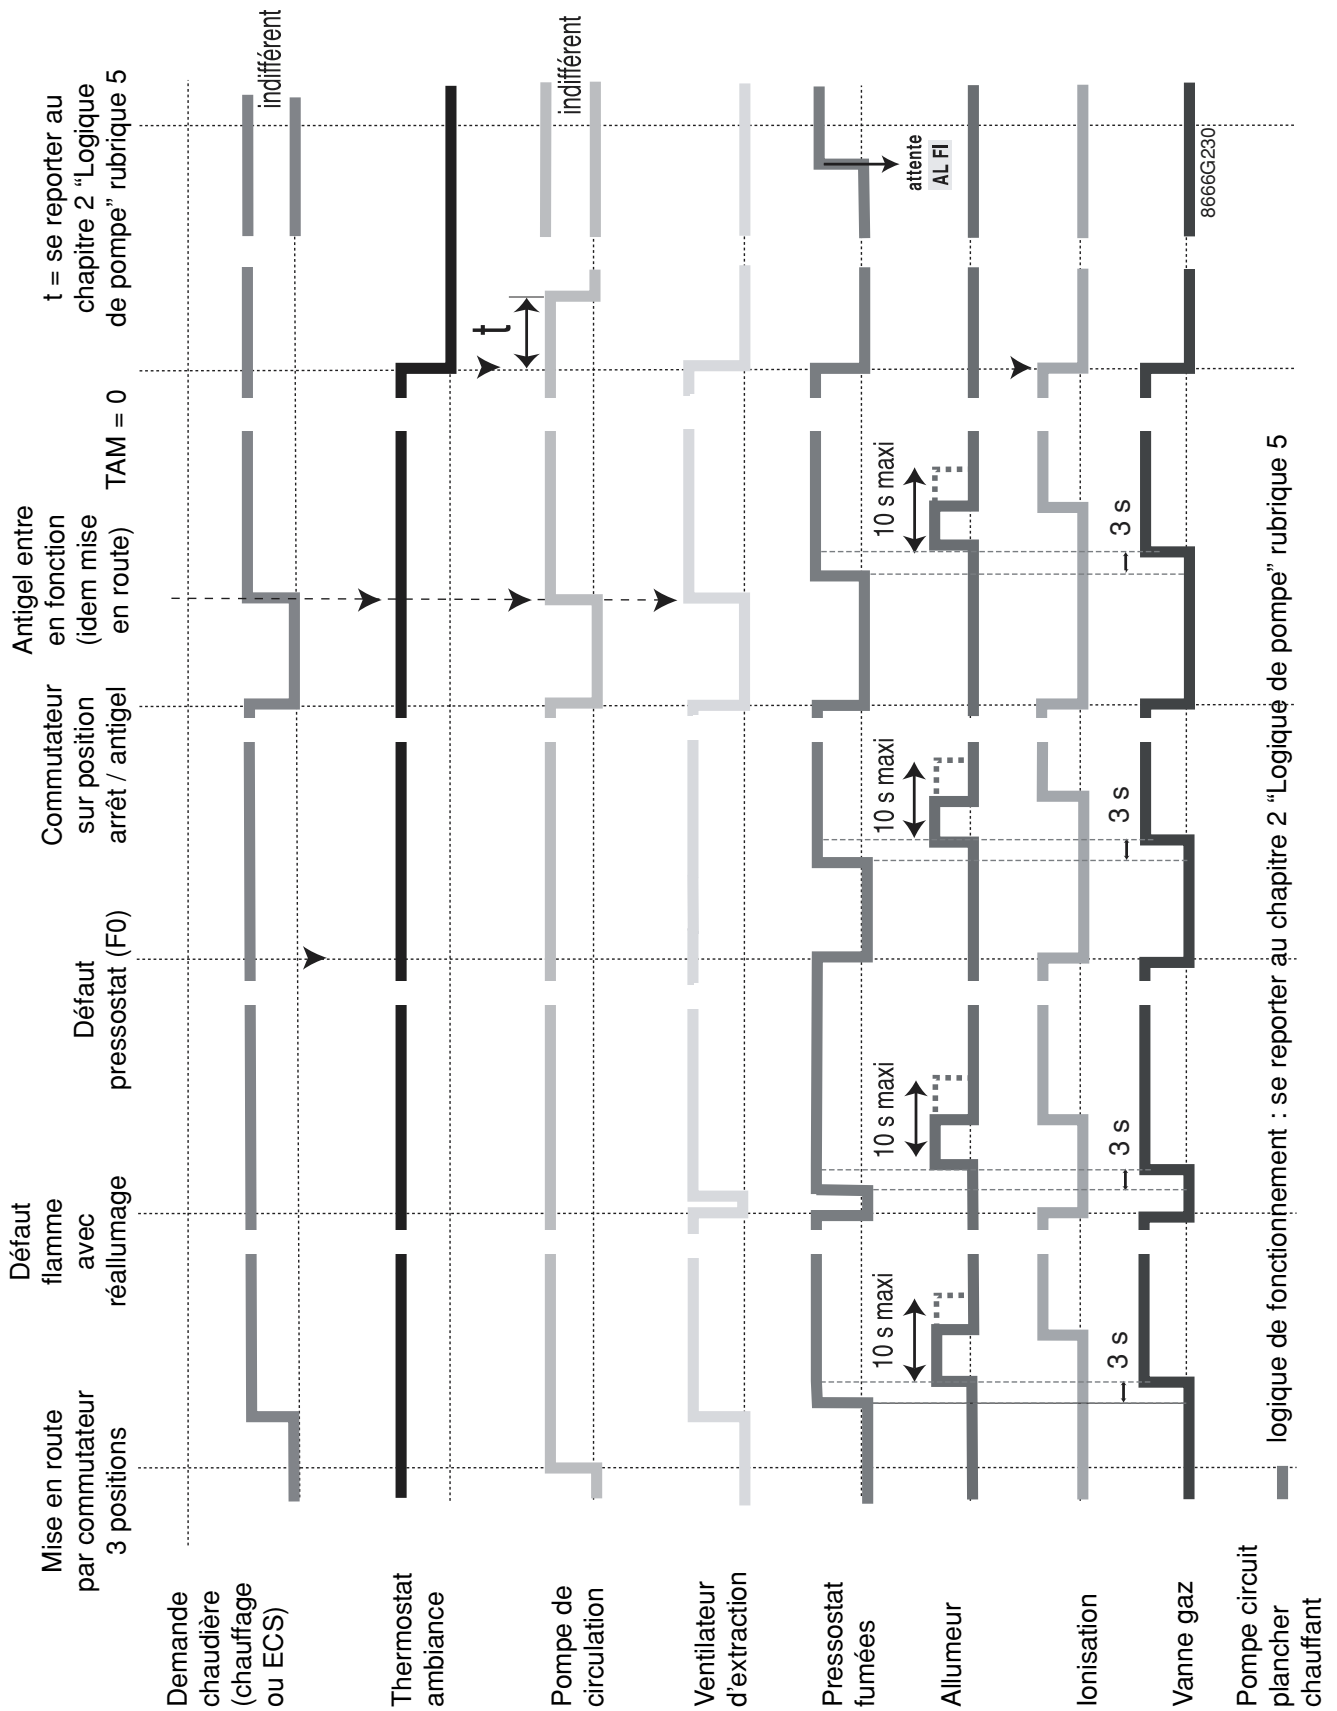 Mise en route
par commutateur
3 positions
Défaut
flamme
avec
réallumage
Défaut
pressostat (F0)
Commutateur
sur position
arrêt / antigel
Antigel entre
en fonction
(idem mise
en route)
TAM = 0
t = se reporter au
chapitre 2 “Logique
de pompe” rubrique 5
Demande
chaudière
(chauffage
ou ECS)
indifférent
Thermostat
ambiance
t
Pompe de
circulation
indifférent
Ventilateur
d’extraction
Pressostat
fumées
attente
AL FI
Allumeur
10 s maxi
10 s maxi
10 s maxi
10 s maxi
Ionisation
3 s
3 s
3 s
3 s
Vanne gaz
8666G230
Pompe circuit
plancher
chauffant
logique de fonctionnement : se reporter au chapitre 2 “Logique de pompe” rubrique 5